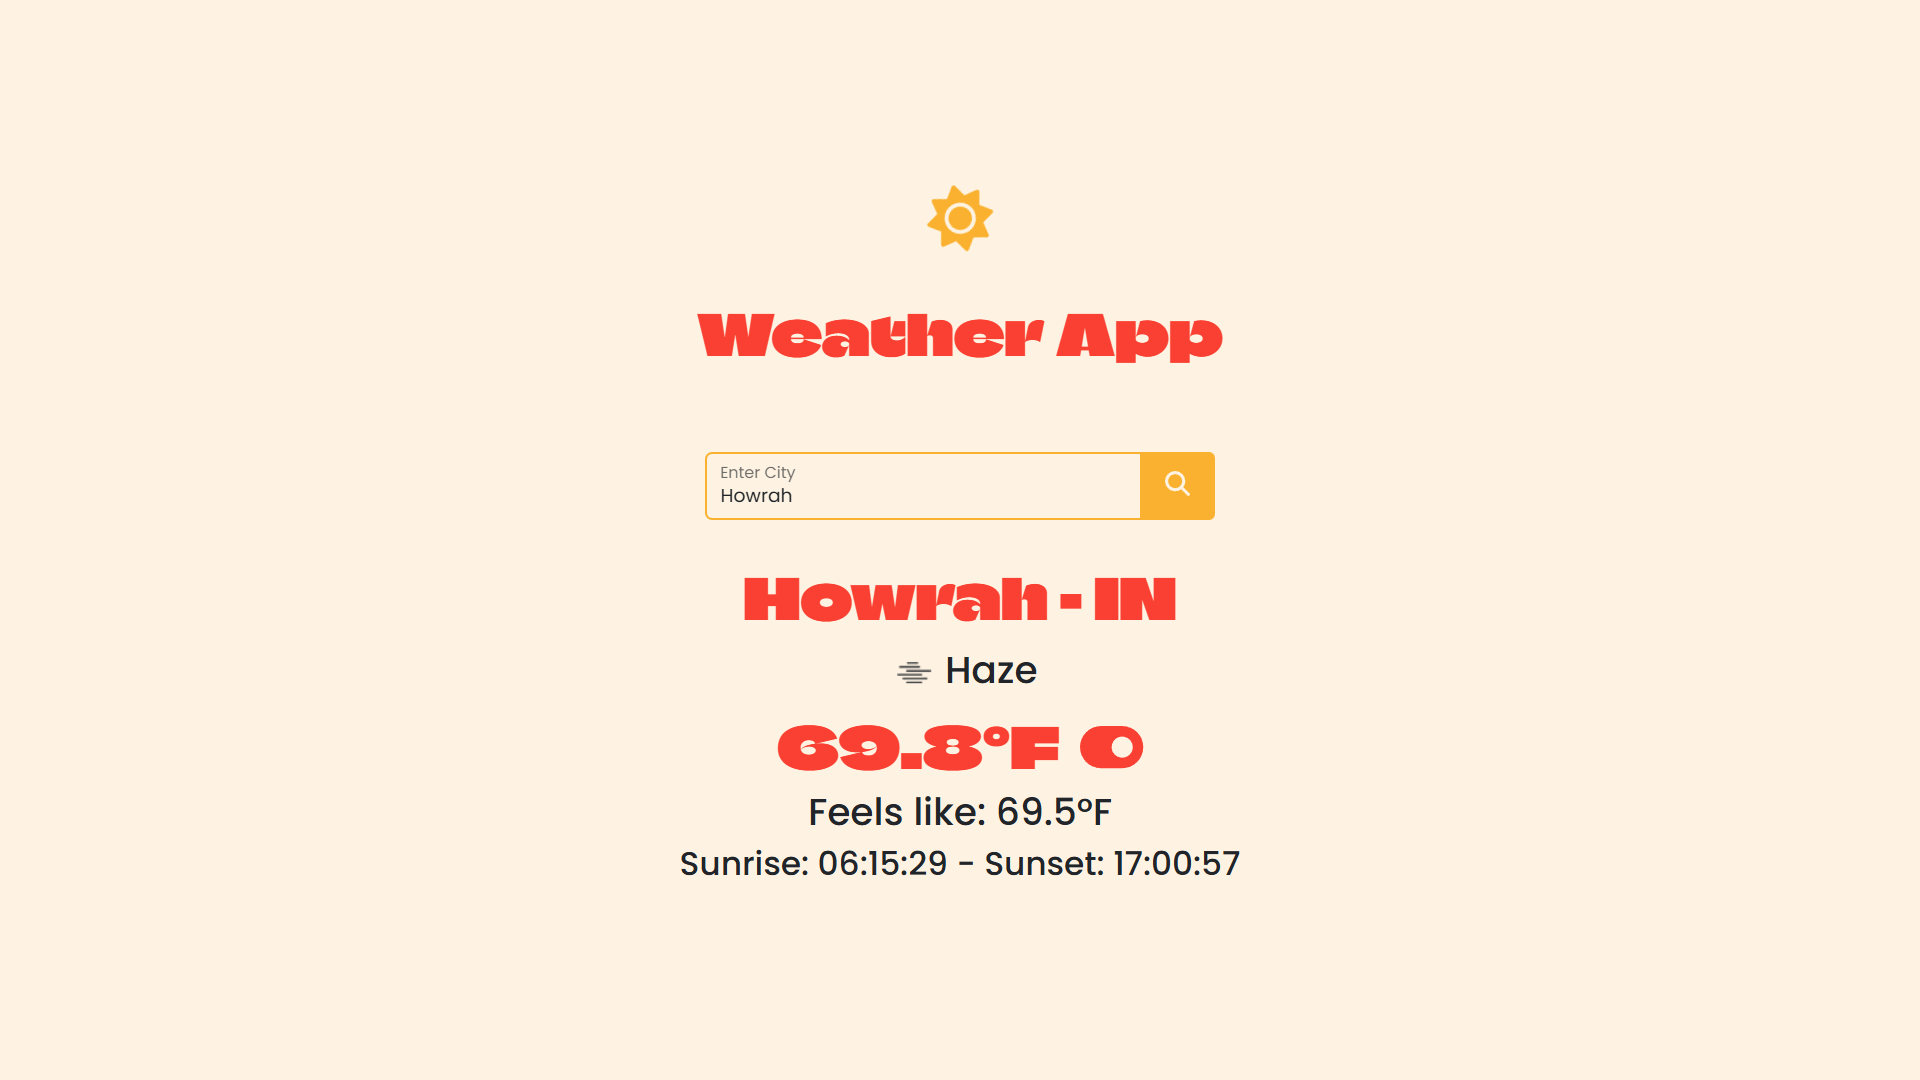 Weather App
Enter City
Howrah
Howrah - IN
Haze
69.8°F
Feels like: 69.5°F
Sunrise: 06:15:29 - Sunset: 17:00:57